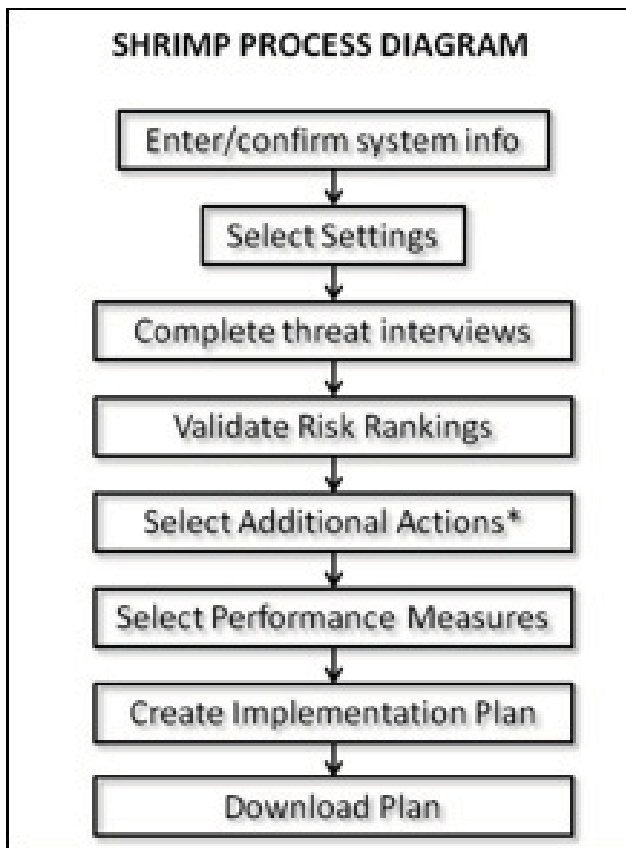 SHRIMP PROCESS DIAGRAM
Enter/confirm system info
Select Settings
Complete threat interviews
Validate Risk Rankings
Select Additional Actions*
Select Performance Measures
Create Implementation Plan
Download Plan